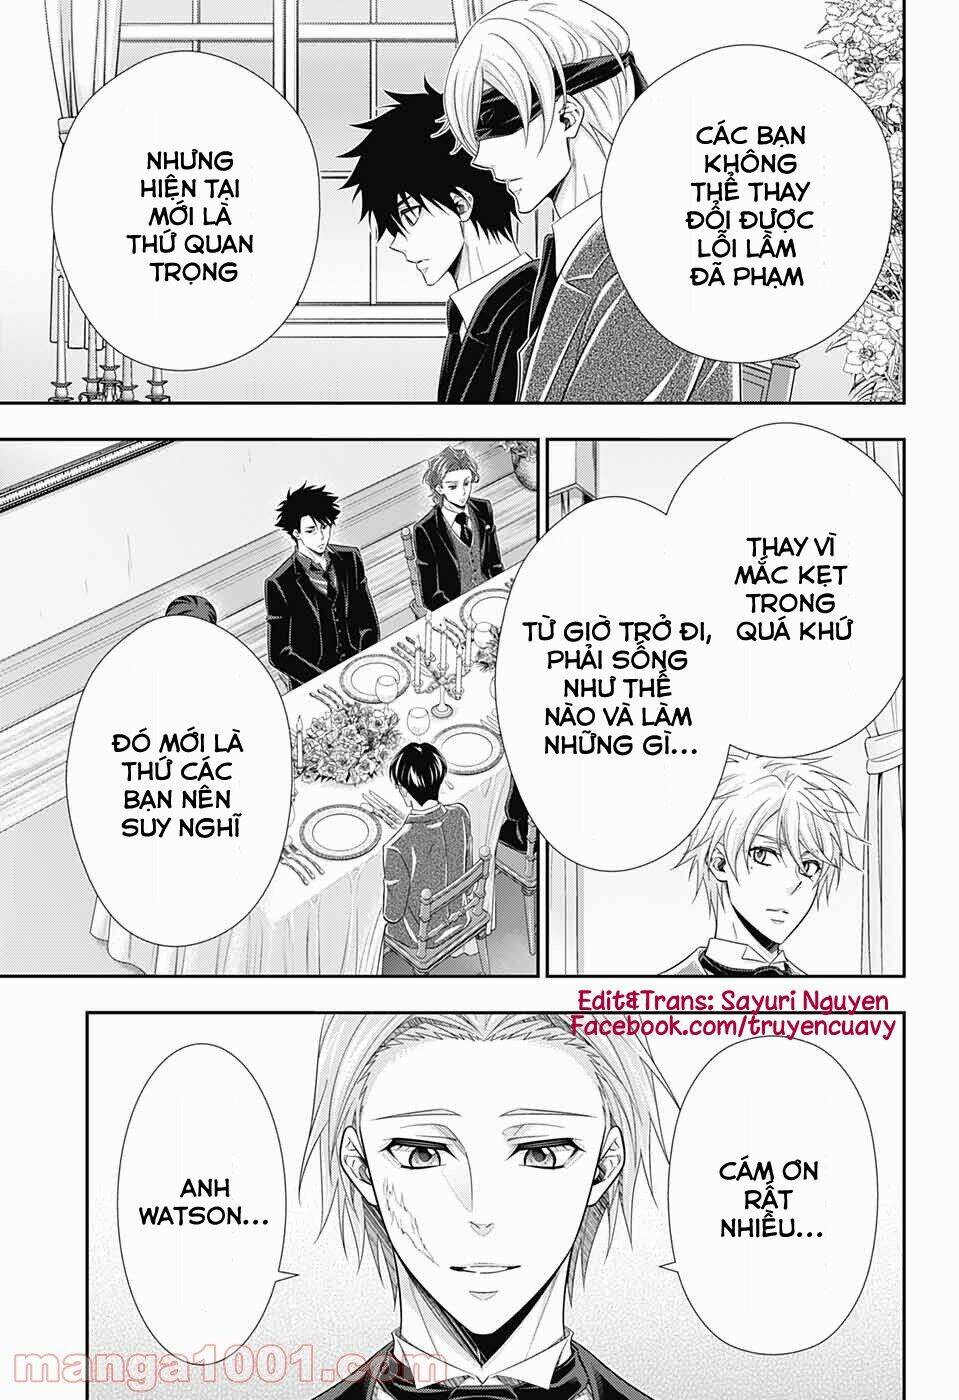 CÁC BẠN
KHÔNG
THỂ THAY
ĐỔI ĐƯỢC
LỖI LẦM
ĐÃ PHẠM
NHƯNG
HIỆN TẠI
MỚI LÀ
THỨ QUAN
TRỌNG
THAY VÌ
MẮC KẸT
TRONG
QUÁ KHỨ
TỪ GIỜ TRỞ ĐI,
PHẢI SỐNG
NHƯ THẾ
NÀO VÀ LÀM
NHỮNG GÌ...
ĐÓ MỚI LÀ
THỨ CÁC
BẠN NÊN
SUY NGHĨ
Edit&Trans: Sayuri Nguyen
Facebook.com/truyencuavy
CÁM ƠN
RẤT
NHIỀU...
ANH
WATSON...
manga1001.com